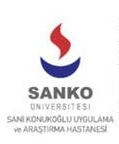 SANKO
ÜNİVERSİTESİ
SANİ KONUKOĞLU UYGULAMA
ve ARAŞTIRMA HASTANESİ